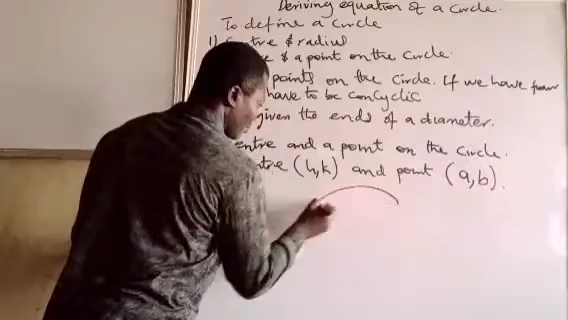 Deriving equation of a circle.
To define a circle
1) Centre & radius
& a point on the circle.
points on the circle. If we have four
have to be concyclic
given the ends of a diameter.
entre and a point on the circle.
ntre (h,k) and point (a,b).